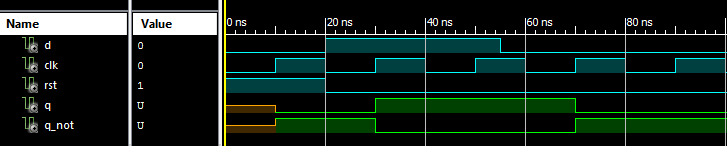 Name Value 0 ns 20 ns 40 ns 60 ns 80 ns
d 0
clk 0
rst 1
q U
q_not U